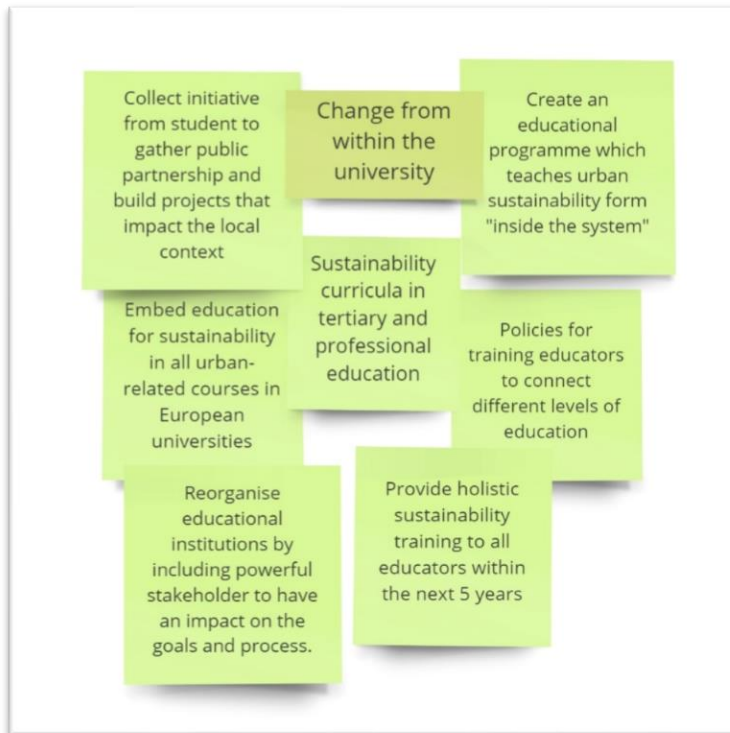 Collect initiative
from student to
gather public
partnership and
build projects that
impact the local
context
Change from
within the
university
Create an
educational
programme which
teaches urban
sustainability form
"inside the system"
Sustainability
curricula in
tertiary and
professional
education
Embed education
for sustainability
in all urban-
related courses in
European
universities
Policies for
training educators
to connect
different levels of
education
Reorganise
educational
institutions by
including powerful
stakeholder to have
an impact on the
goals and process.
Provide holistic
sustainability
training to all
educators within
the next 5 years